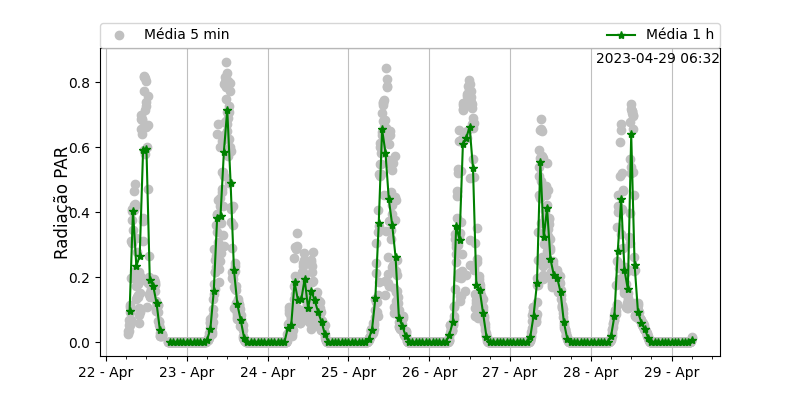 Média 5 min
Média 1 h
2023-04-29 06:32
Radiação PAR
0.8
0.6
0.4
0.2
0.0
22 - Apr
23 - Apr
24 - Apr
25 - Apr
26 - Apr
27 - Apr
28 - Apr
29 - Apr